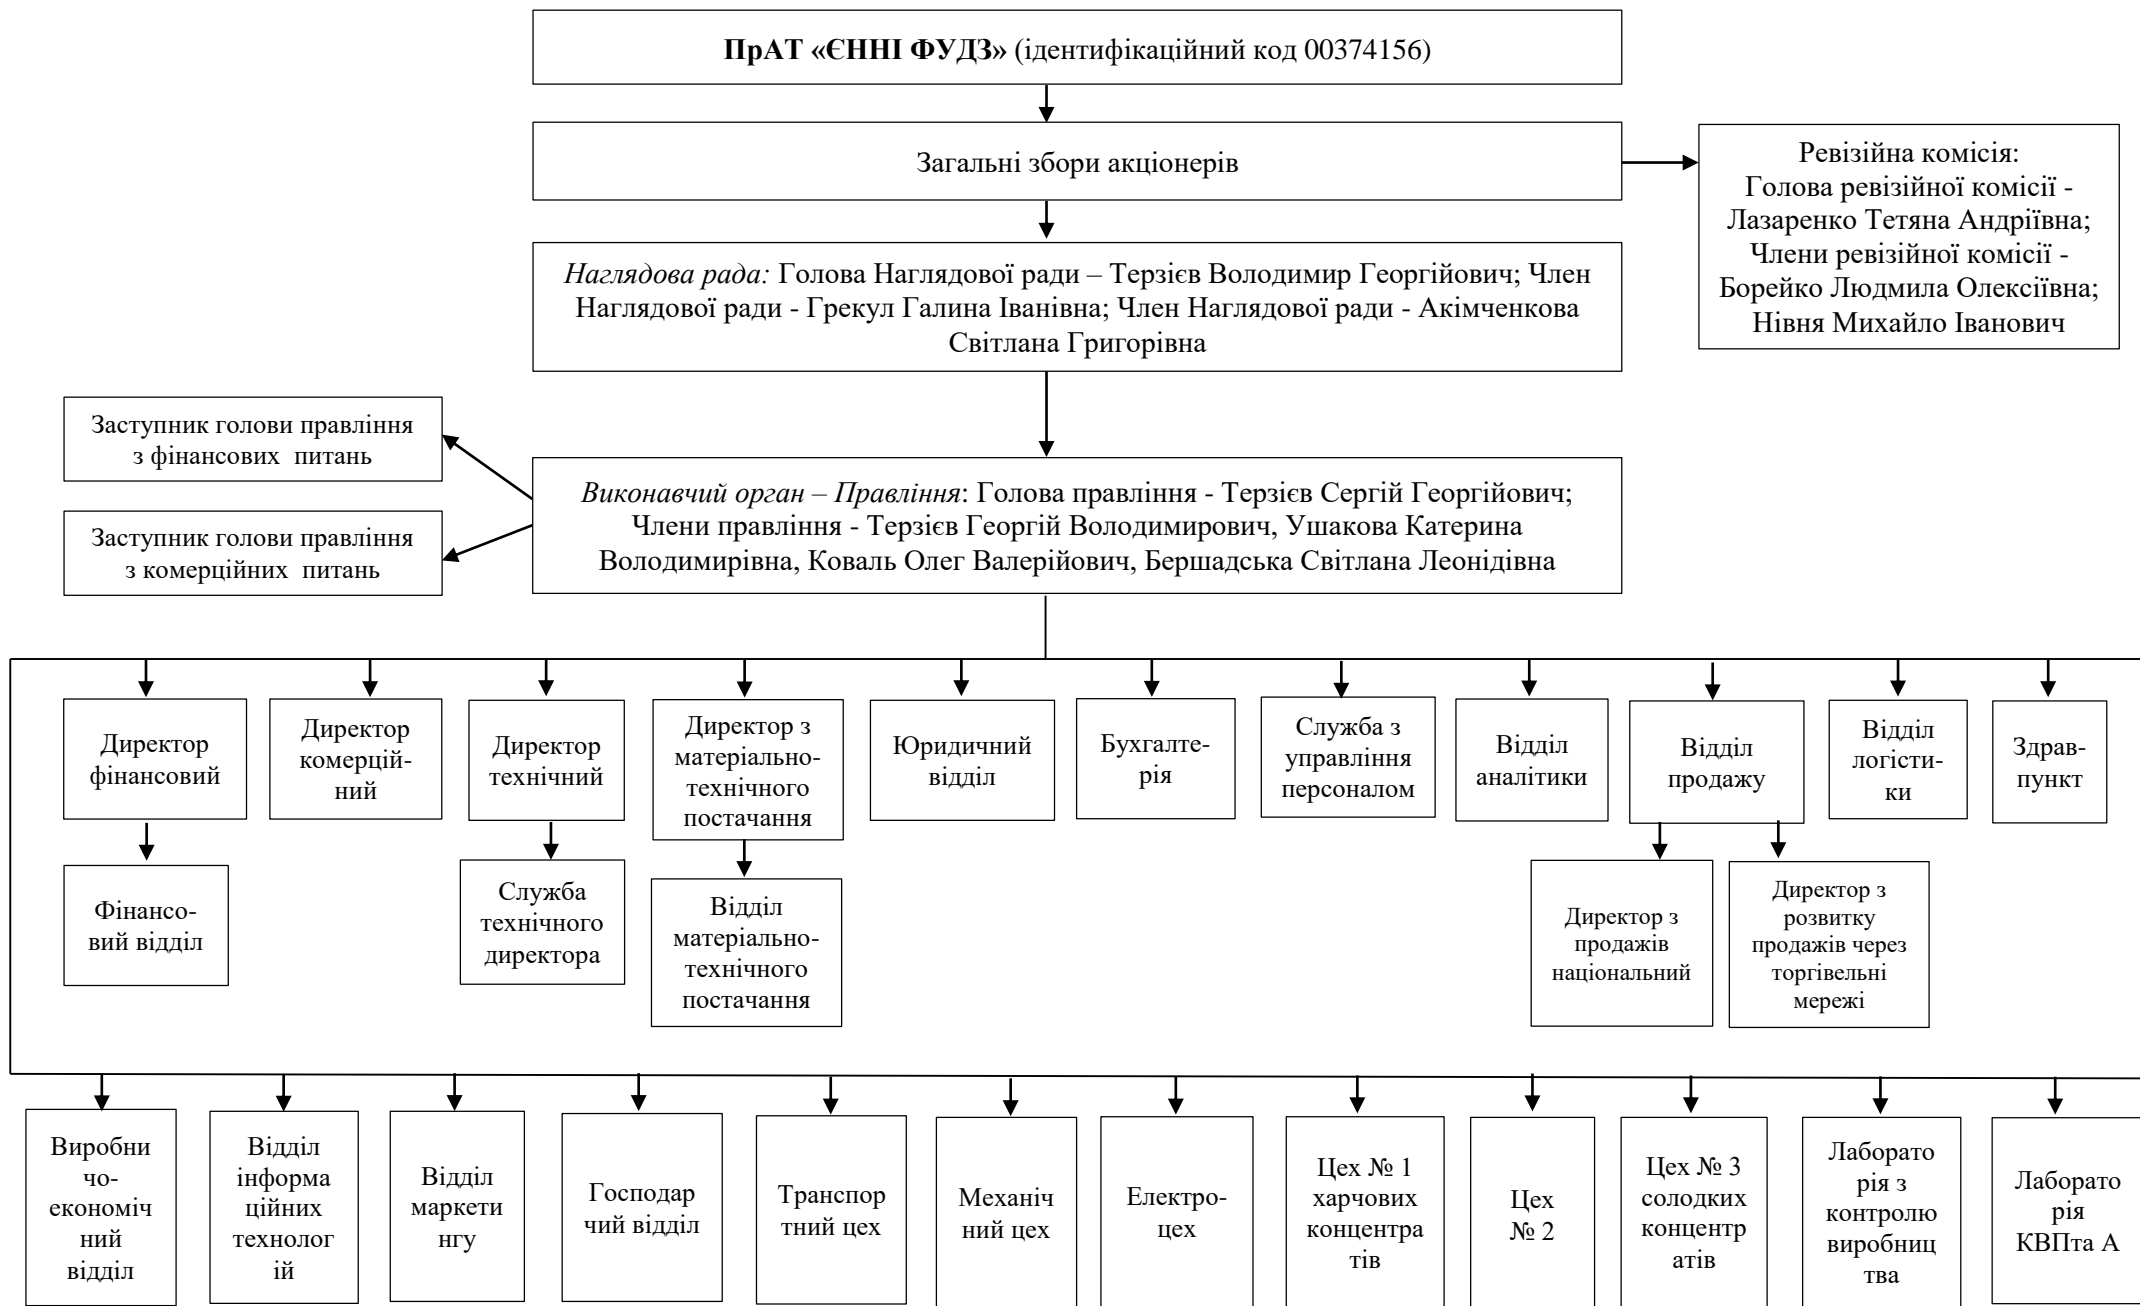 ПрАТ «ЄННІ ФУДЗ» (ідентифікаційний код 00374156)
Загальні збори акціонерів
Ревізійна комісія:
Голова ревізійної комісії -
Лазаренко Тетяна Андріївна;
Члени ревізійної комісії -
Борейко Людмила Олексіївна;
Нівня Михайло Іванович
Наглядова рада: Голова Наглядової ради – Терзієв Володимир Георгійович; Член
Наглядової ради - Грекул Галина Іванівна; Член Наглядової ради - Акімченкова
Світлана Григорівна
Заступник голови правління
з фінансових питань
Заступник голови правління
з комерційних питань
Виконавчий орган – Правління: Голова правління - Терзієв Сергій Георгійович;
Члени правління - Терзієв Георгій Володимирович, Ушакова Катерина
Володимирівна, Коваль Олег Валерійович, Бершадська Світлана Леонідівна
Директор
фінансовий
Директор
комерцій-
ний
Директор
технічний
Директор з
матеріально-
технічного
постачання
Юридичний
відділ
Бухгалте-
рія
Служба з
управління
персоналом
Відділ
аналітики
Відділ
продажу
Відділ
логісти-
ки
Здрав-
пункт
Фінансо-
вий відділ
Служба
технічного
директора
Відділ
матеріально-
технічного
постачання
Директор з
продажів
національний
Директор з
розвитку
продажів через
торгівельні
мережі
Виробни
чо-
економіч
ний
відділ
Відділ
інформа
ційних
технолог
ій
Відділ
маркети
нгу
Господар
чий відділ
Транспор
тний цех
Механіч
ний цех
Електро-
цех
Цех № 1
харчових
концентра
тів
Цех
№ 2
Цех № 3
солодких
концентр
атів
Лаборато
рія з
контролю
виробниц
тва
Лаборато
рія
КВПта А